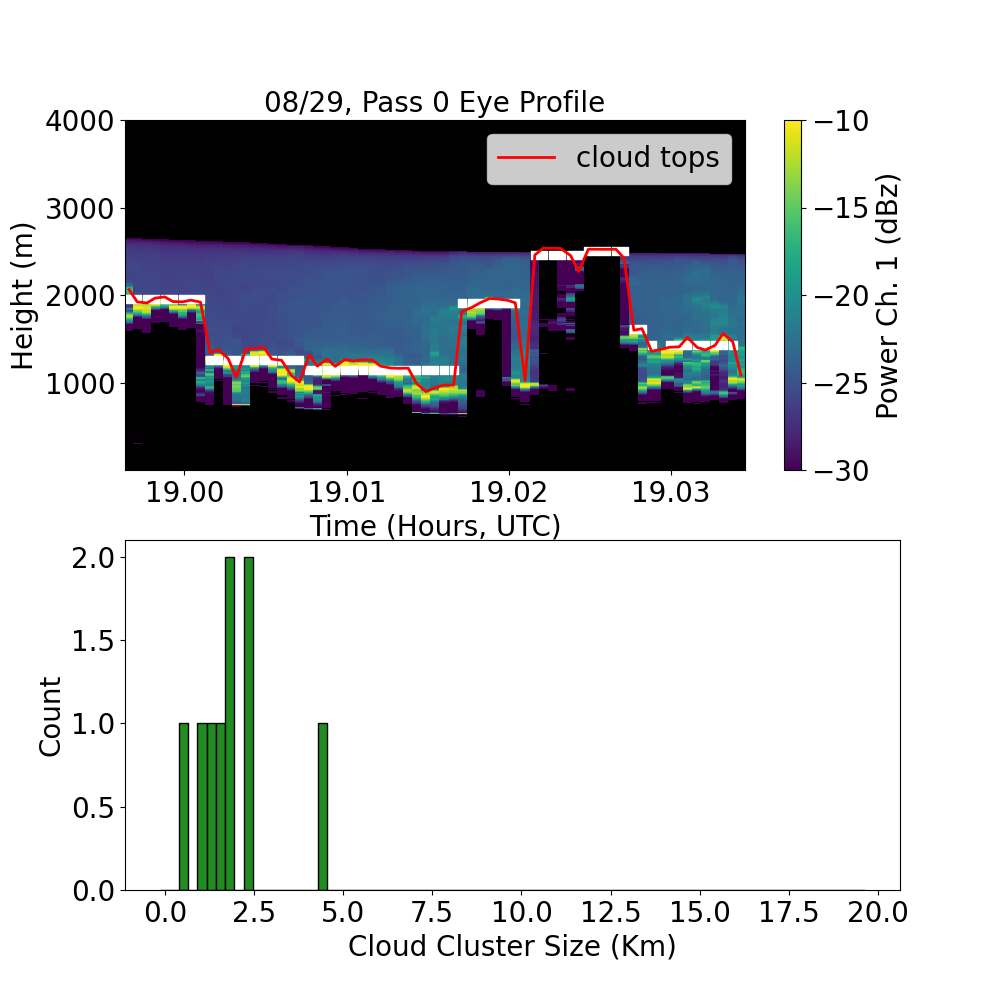 08/29, Pass 0 Eye Profile
cloud tops
4000
3000
2000
1000
Height (m)
19.00 19.01 19.02 19.03
Time (Hours, UTC)
−10
−15
−20
−25
−30
Power Ch. 1 (dBz)
2.0
1.5
1.0
0.5
0.0
Count
0.0 2.5 5.0 7.5 10.0 12.5 15.0 17.5 20.0
Cloud Cluster Size (Km)